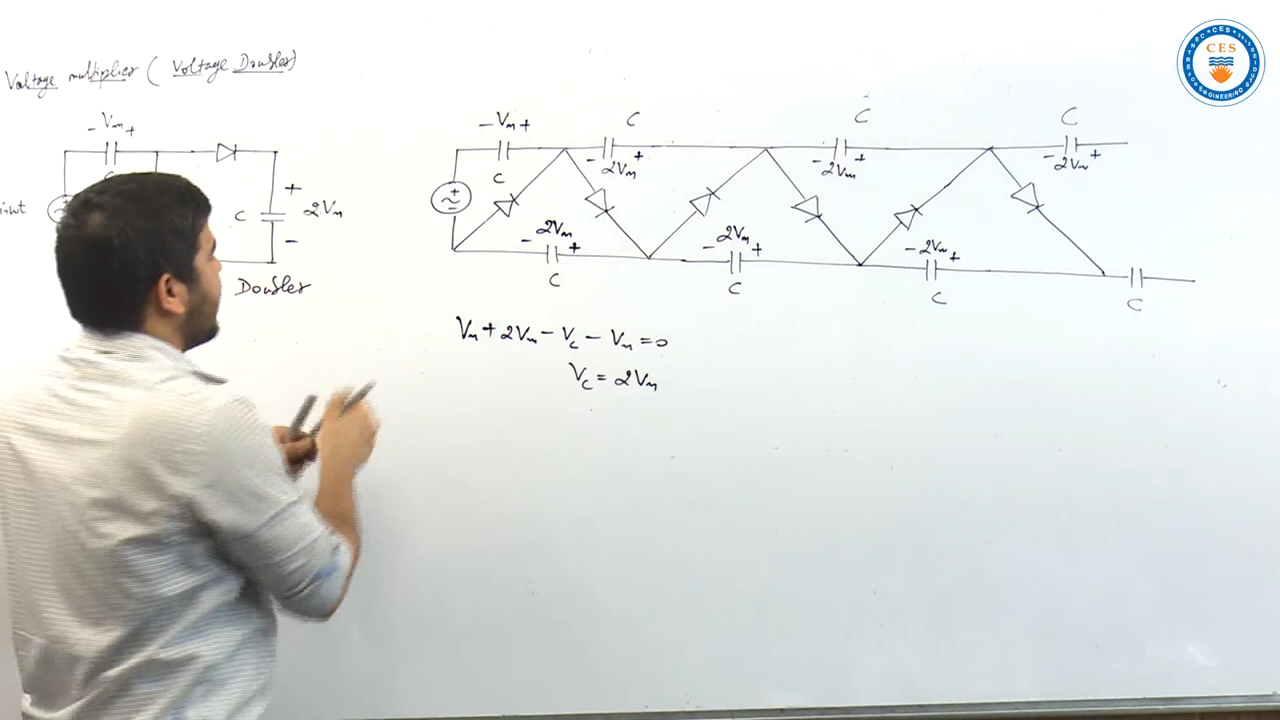 Voltage multiplier ( Voltage Doubler)
- Vm +
C
+
2Vm
-
Doubler
- Vm +
C
C
- 2Vm +
C
- 2Vm +
C
- 2Vm +
- 2Vm +
C
- 2Vm +
C
- 2Vm +
C
C
Vm + 2Vm - Vc - Vm = 0
Vc = 2Vm
CES